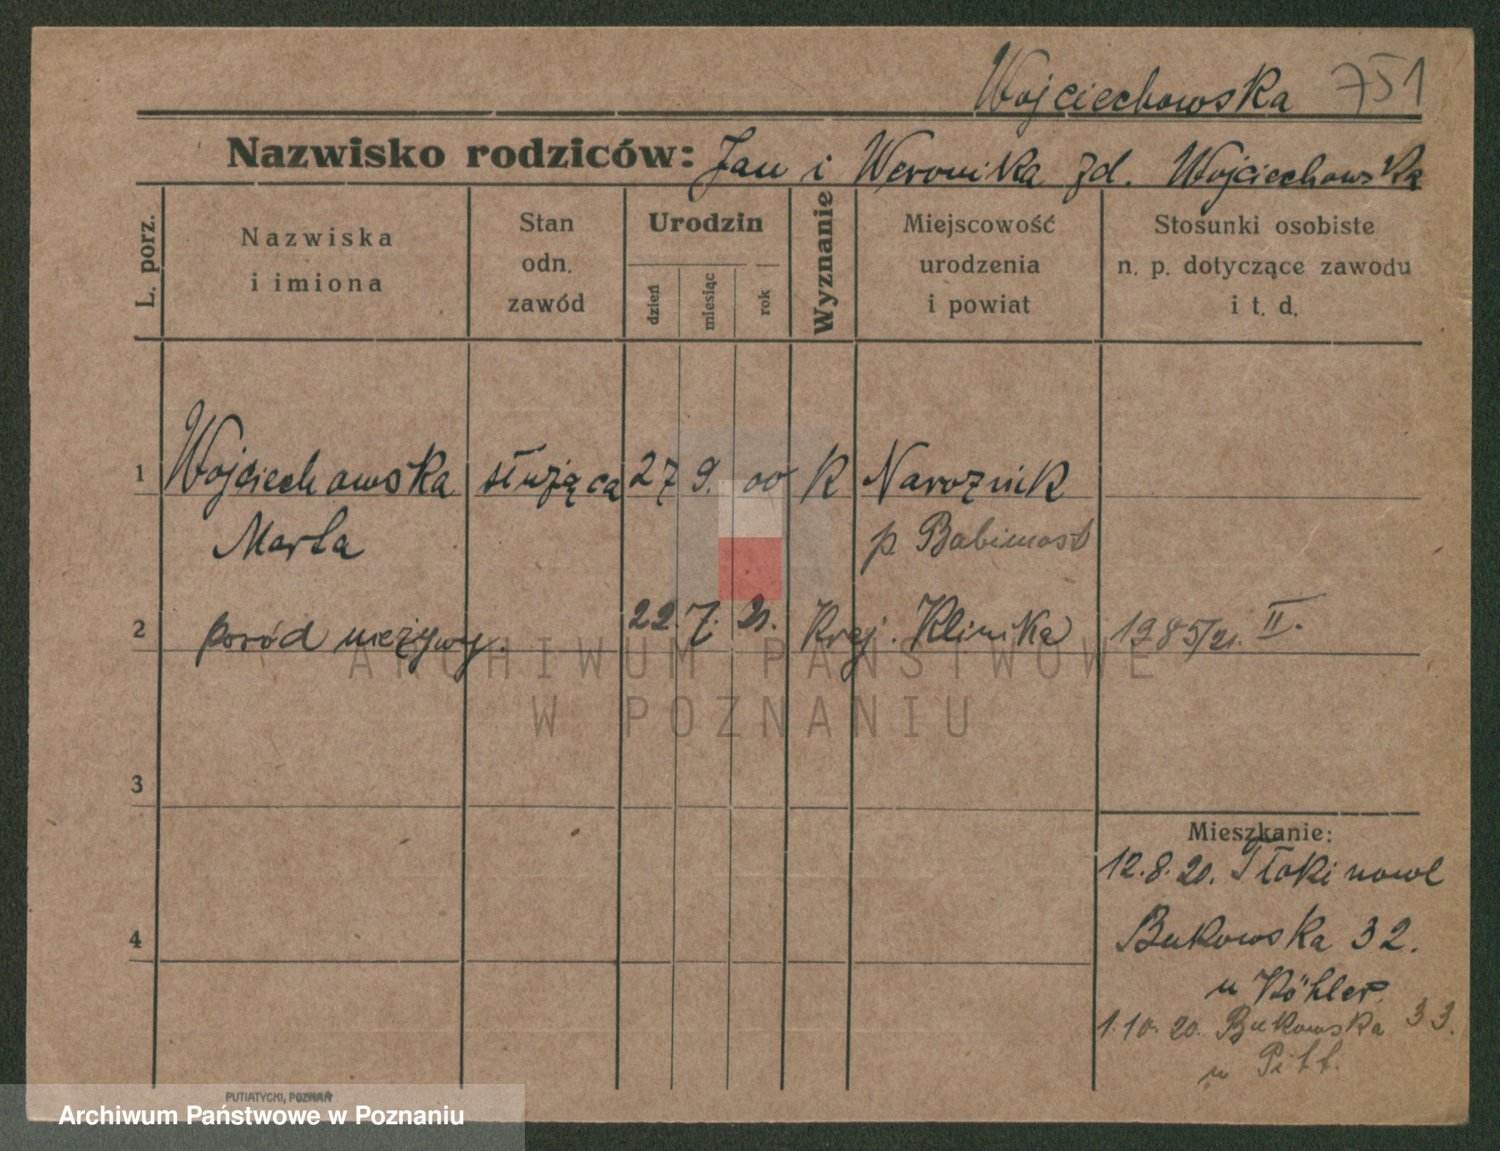 Wojciechowska 751
Nazwisko rodziców: Jan i Weronika zd. Wojciechowska
L. porz.
Nazwiska
i imiona
Stan
odn.
zawód
Urodzin
dzień
miesiąc
rok
Wyznanie
Miejscowość
urodzenia
i powiat
Stosunki osobiste
n. p. dotyczące zawodu
i t. d.
1 Wojciechowska służąca 27 9. 00 K Naroznik
Marta p. Babimost
2 poród nieżywy. 22. 7. 21. Kraj. Klinika 1985/21. II.
3
4
Mieszkanie:
12.8.20. Tłoki nowe
Bukowska 32.
u Köhler.
1.10.20. Bukowska 33.
u
PUTIATYCKI, POZNAŃ
ARCHIWUM PAŃSTWOWE
W POZNANIU
Archiwum Państwowe w Poznaniu